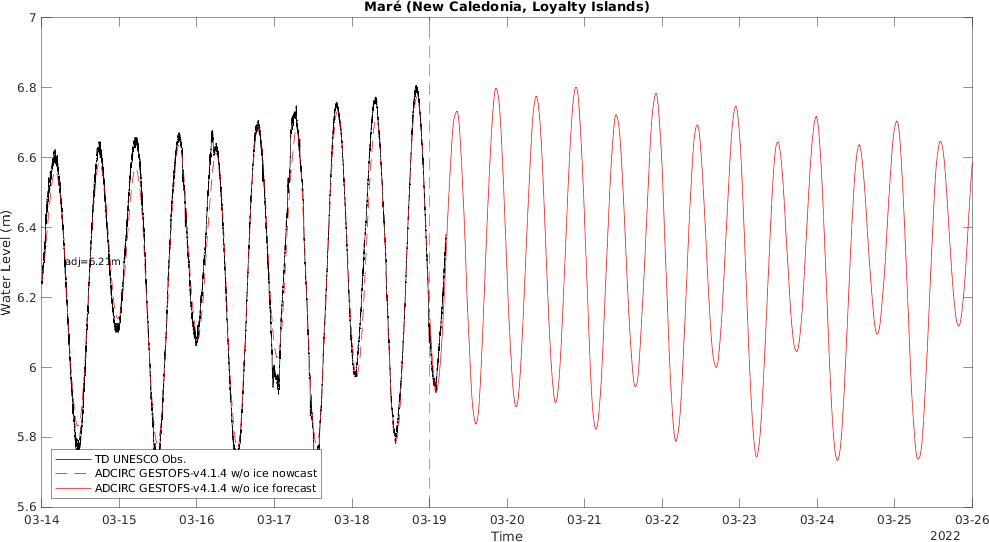 Maré (New Caledonia, Loyalty Islands)
7
6.8
6.6
6.4
6.2
6
5.8
5.6
Water Level (m)
adj=6.21m
TD UNESCO Obs.
ADCIRC GESTOFS-v4.1.4 w/o ice nowcast
ADCIRC GESTOFS-v4.1.4 w/o ice forecast
03-14 03-15 03-16 03-17 03-18 03-19 03-20 03-21 03-22 03-23 03-24 03-25 03-26
Time
2022